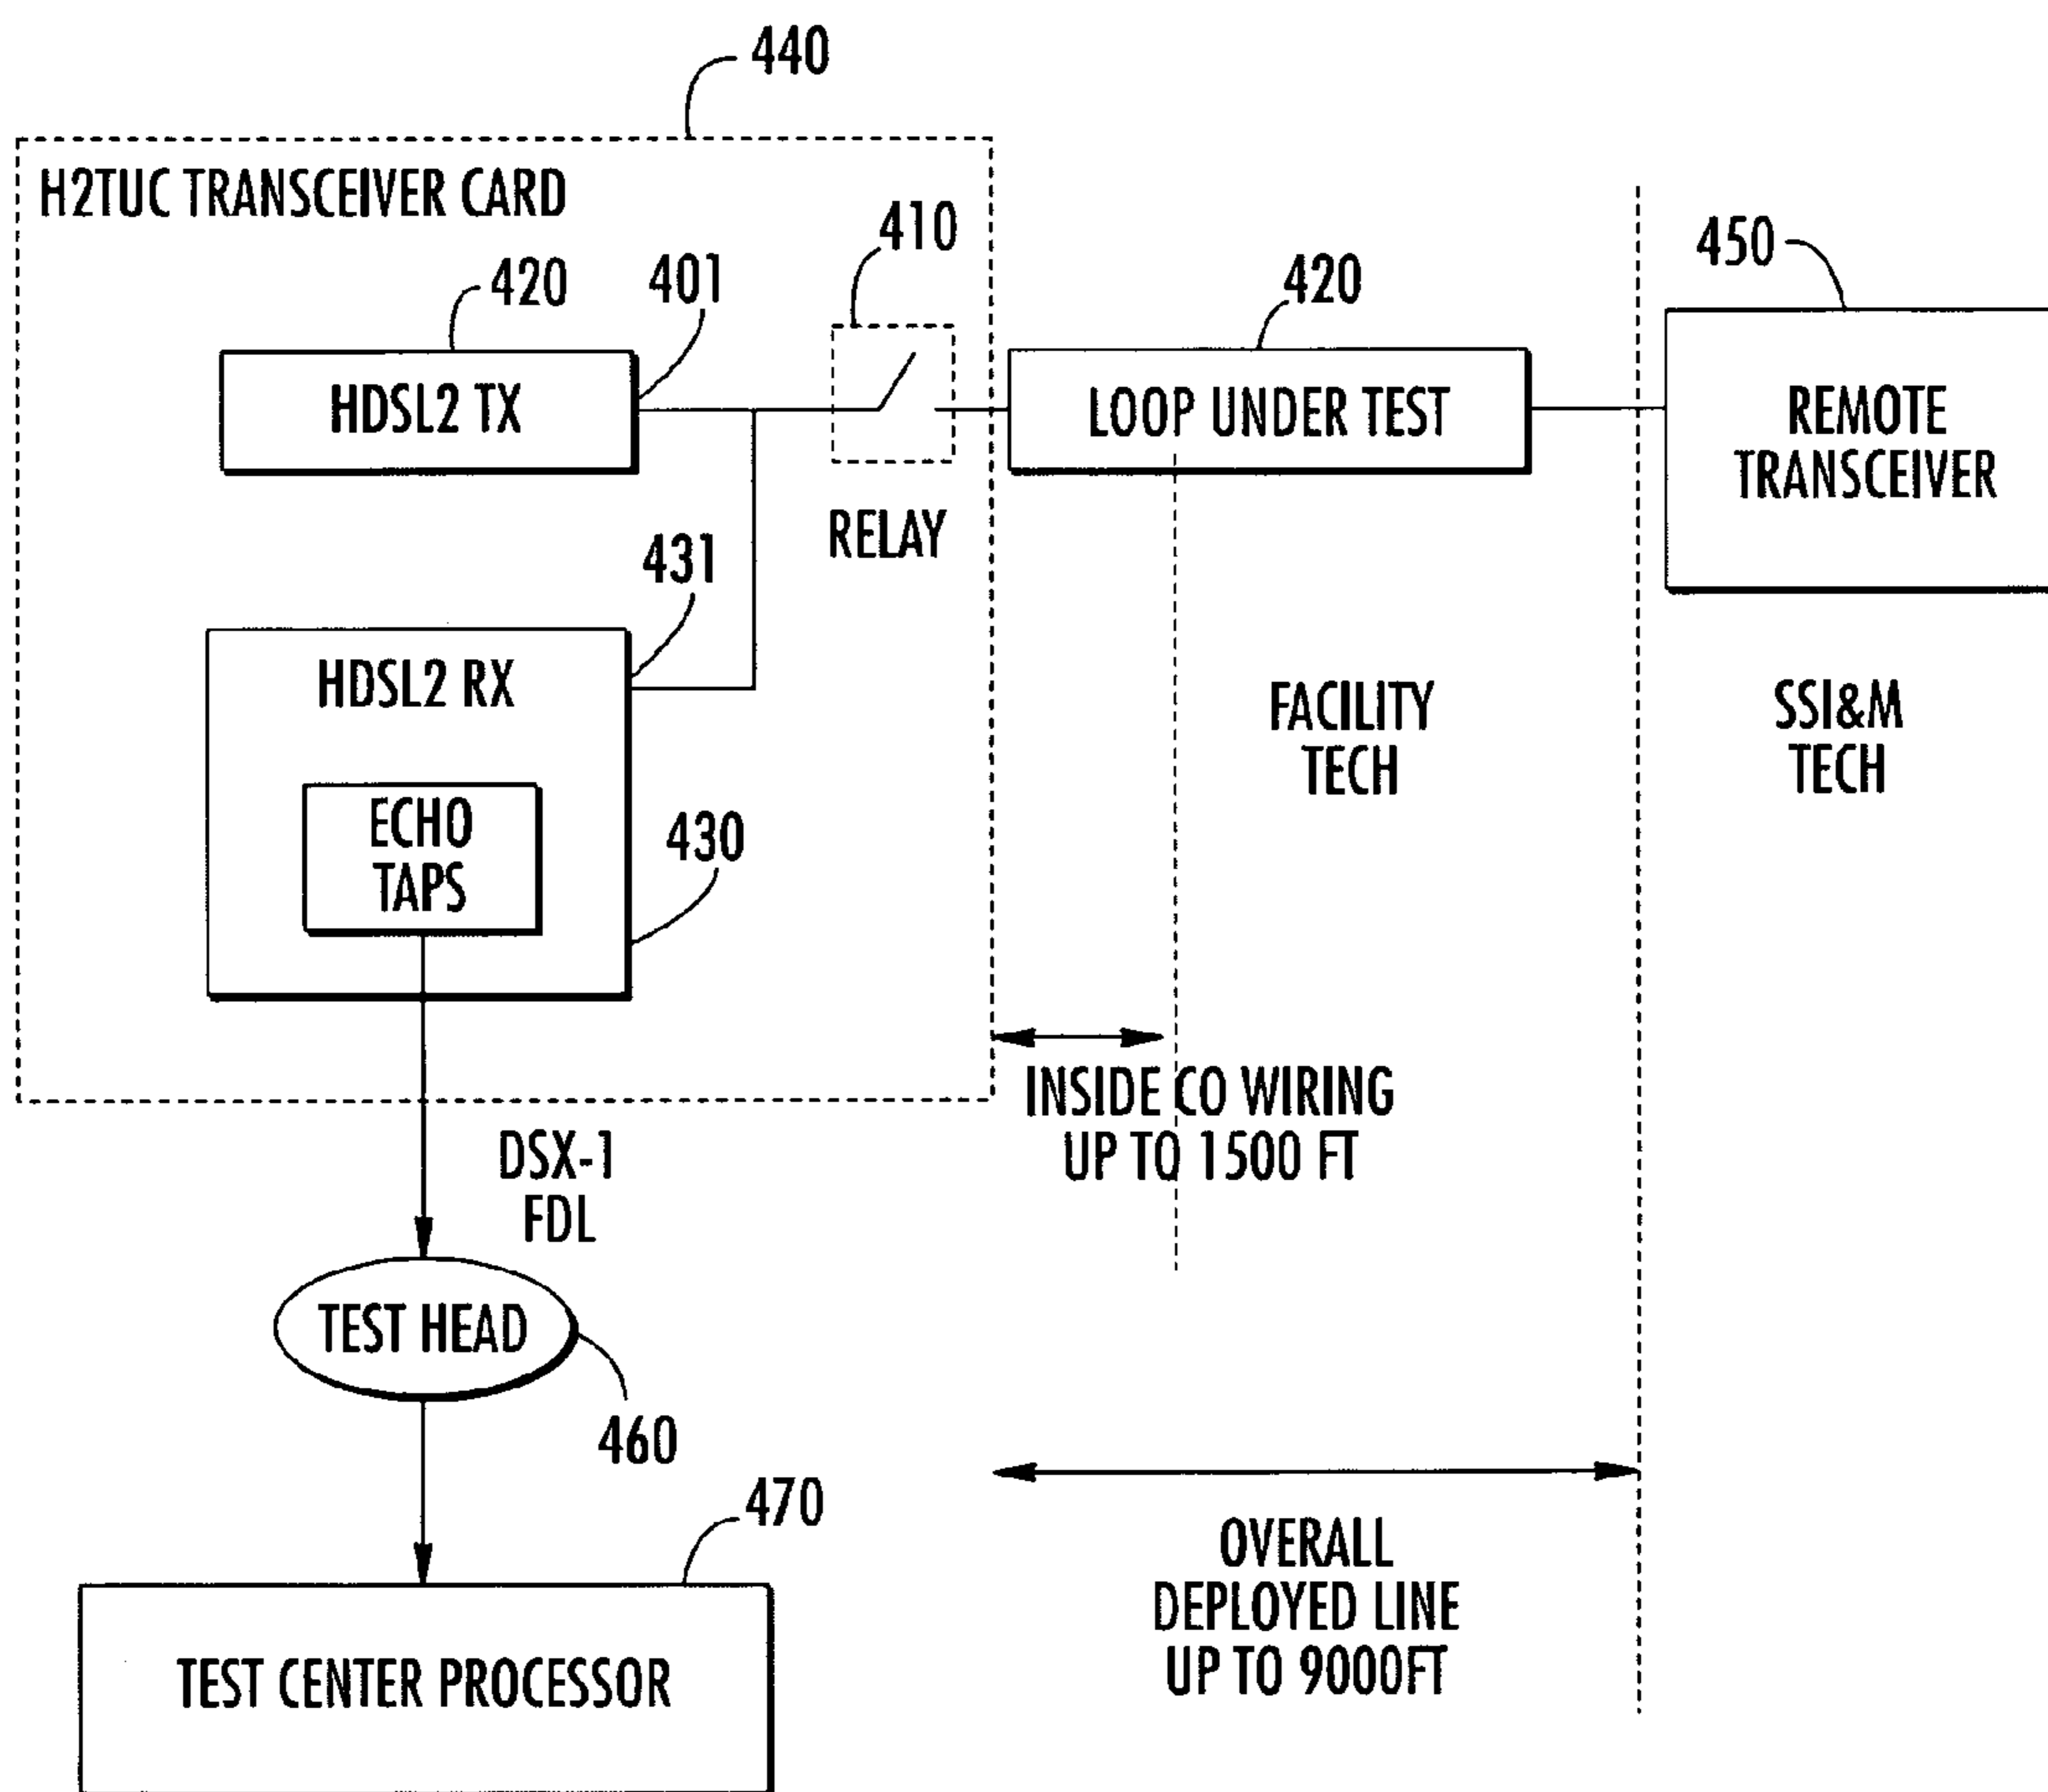 440
H2TUC TRANSCEIVER CARD
410
450
420
401
420
HDSL2 TX
LOOP UNDER TEST
REMOTE
TRANSCEIVER
RELAY
431
HDSL2 RX
FACILITY
TECH
SSI&M
TECH
ECHO
TAPS
430
INSIDE CO WIRING
UP TO 1500 FT
DSX-1
FDL
TEST HEAD
460
470
OVERALL
DEPLOYED LINE
UP TO 9000FT
TEST CENTER PROCESSOR